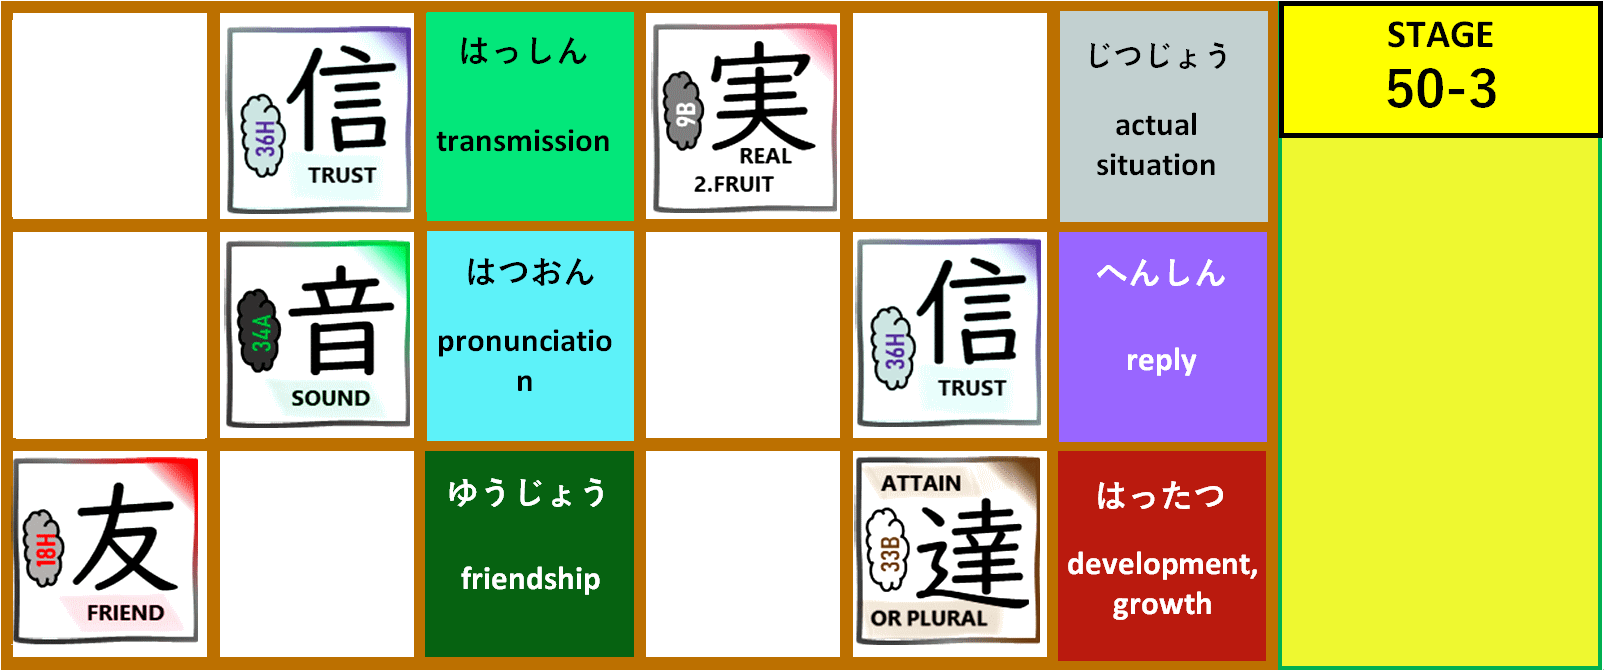 信
36H
TRUST
はっしん
transmission
実
9B
REAL
2.FRUIT
じつじょう
actual
situation
STAGE
50-3
音
34A
SOUND
はつおん
pronunciatio
n
信
36H
TRUST
へんしん
reply
友
18H
FRIEND
ゆうじょう
friendship
ATTAIN
達
33B
OR PLURAL
はったつ
development,
growth